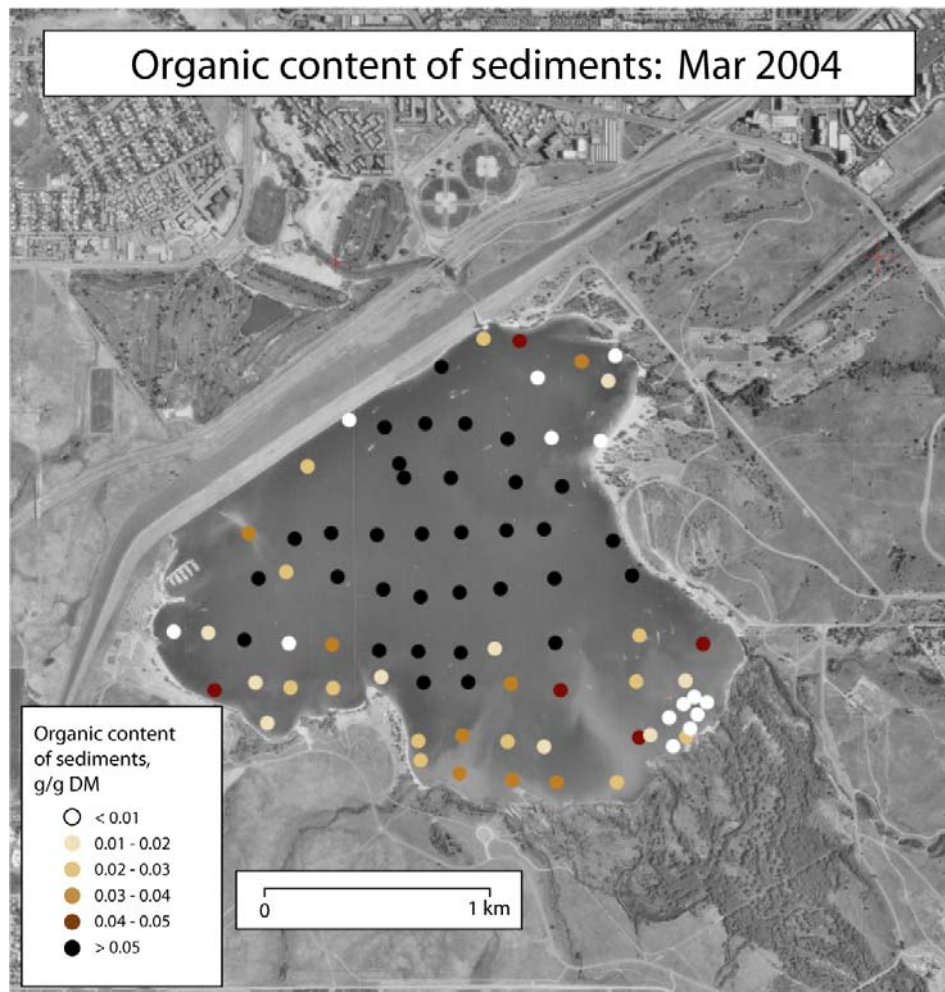 Organic content of sediments: Mar 2004
Organic content
of sediments,
g/g DM
< 0.01
0.01 - 0.02
0.02 - 0.03
0.03 - 0.04
0.04 - 0.05
> 0.05
0 1 km